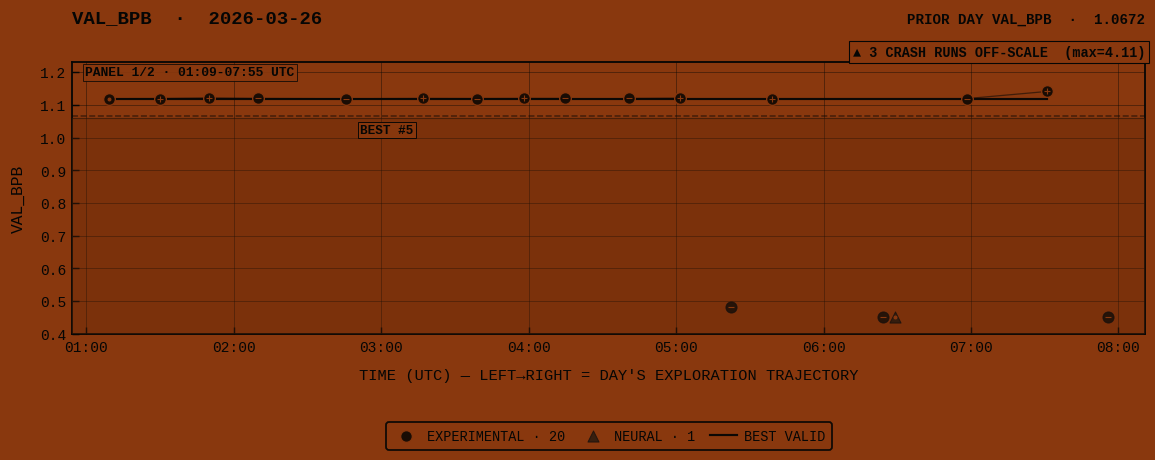 VAL_BPB · 2026-03-26
PRIOR DAY VAL_BPB · 1.0672
▲ 3 CRASH RUNS OFF-SCALE (max=4.11)
PANEL 1/2 · 01:09-07:55 UTC
1.2
1.1
1.0
0.9
0.8
0.7
0.6
0.5
0.4
VAL_BPB
BEST #5
01:00 02:00 03:00 04:00 05:00 06:00 07:00 08:00
TIME (UTC) — LEFT→RIGHT = DAY'S EXPLORATION TRAJECTORY
EXPERIMENTAL · 20 NEURAL · 1 BEST VALID